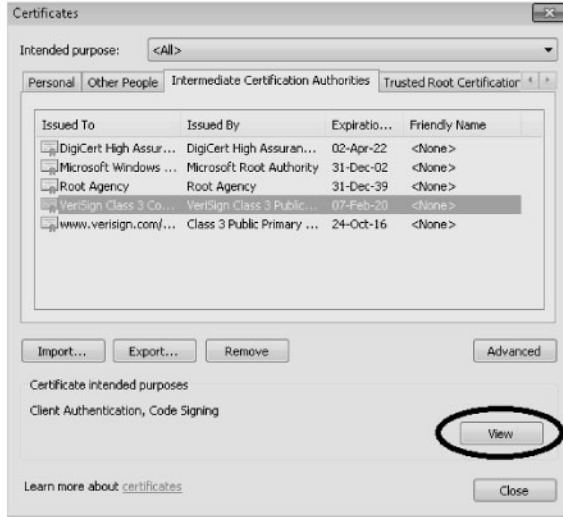 Certificates
Intended purpose: <All>
Personal Other People Intermediate Certification Authorities Trusted Root Certification
Issued To Issued By Expiratio... Friendly Name
DigiCert High Assur... DigiCert High Assuran... 02-Apr-22 <None>
Microsoft Windows ... Microsoft Root Authority 31-Dec-02 <None>
Root Agency Root Agency 31-Dec-39 <None>
VeriSign Class 3 Co... VeriSign Class 3 Public... 07-Feb-20 <None>
www.verisign.com/... Class 3 Public Primary ... 24-Oct-16 <None>
Import... Export... Remove Advanced
Certificate intended purposes
Client Authentication, Code Signing
View
Learn more about certificates
Close